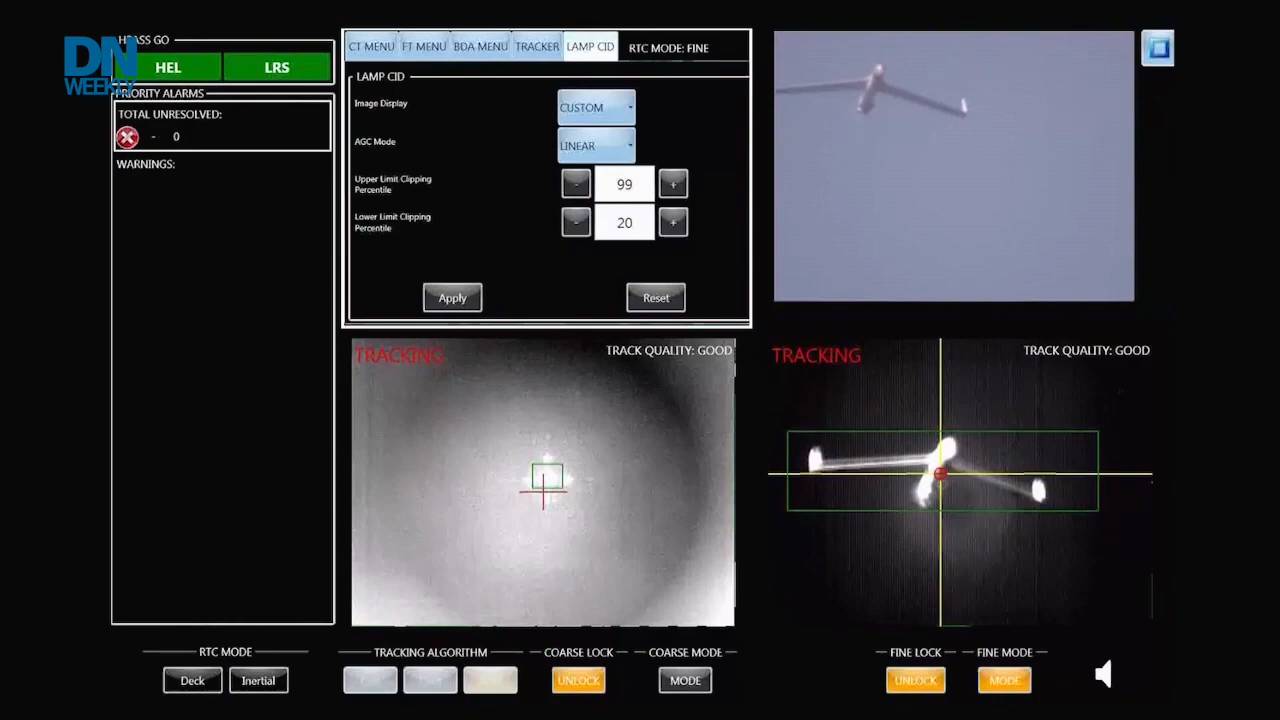 DN
WEEKLY
HEL
LRS
PRIORITY ALARMS
TOTAL UNRESOLVED:
- 0
WARNINGS:
CT MENU
FT MENU
BDA MENU
TRACKER
LAMP CID
RTC MODE: FINE
LAMP CID
Image Display
CUSTOM
AGC Mode
LINEAR
Upper Limit Clipping
Percentile
- 99 +
Lower Limit Clipping
Percentile
- 20 +
Apply
Reset
TRACKING
TRACK QUALITY: GOOD
TRACKING
TRACK QUALITY: GOOD
RTC MODE
Deck
Inertial
TRACKING ALGORITHM
COARSE LOCK
UNLOCK
COARSE MODE
MODE
FINE LOCK
UNLOCK
FINE MODE
MODE